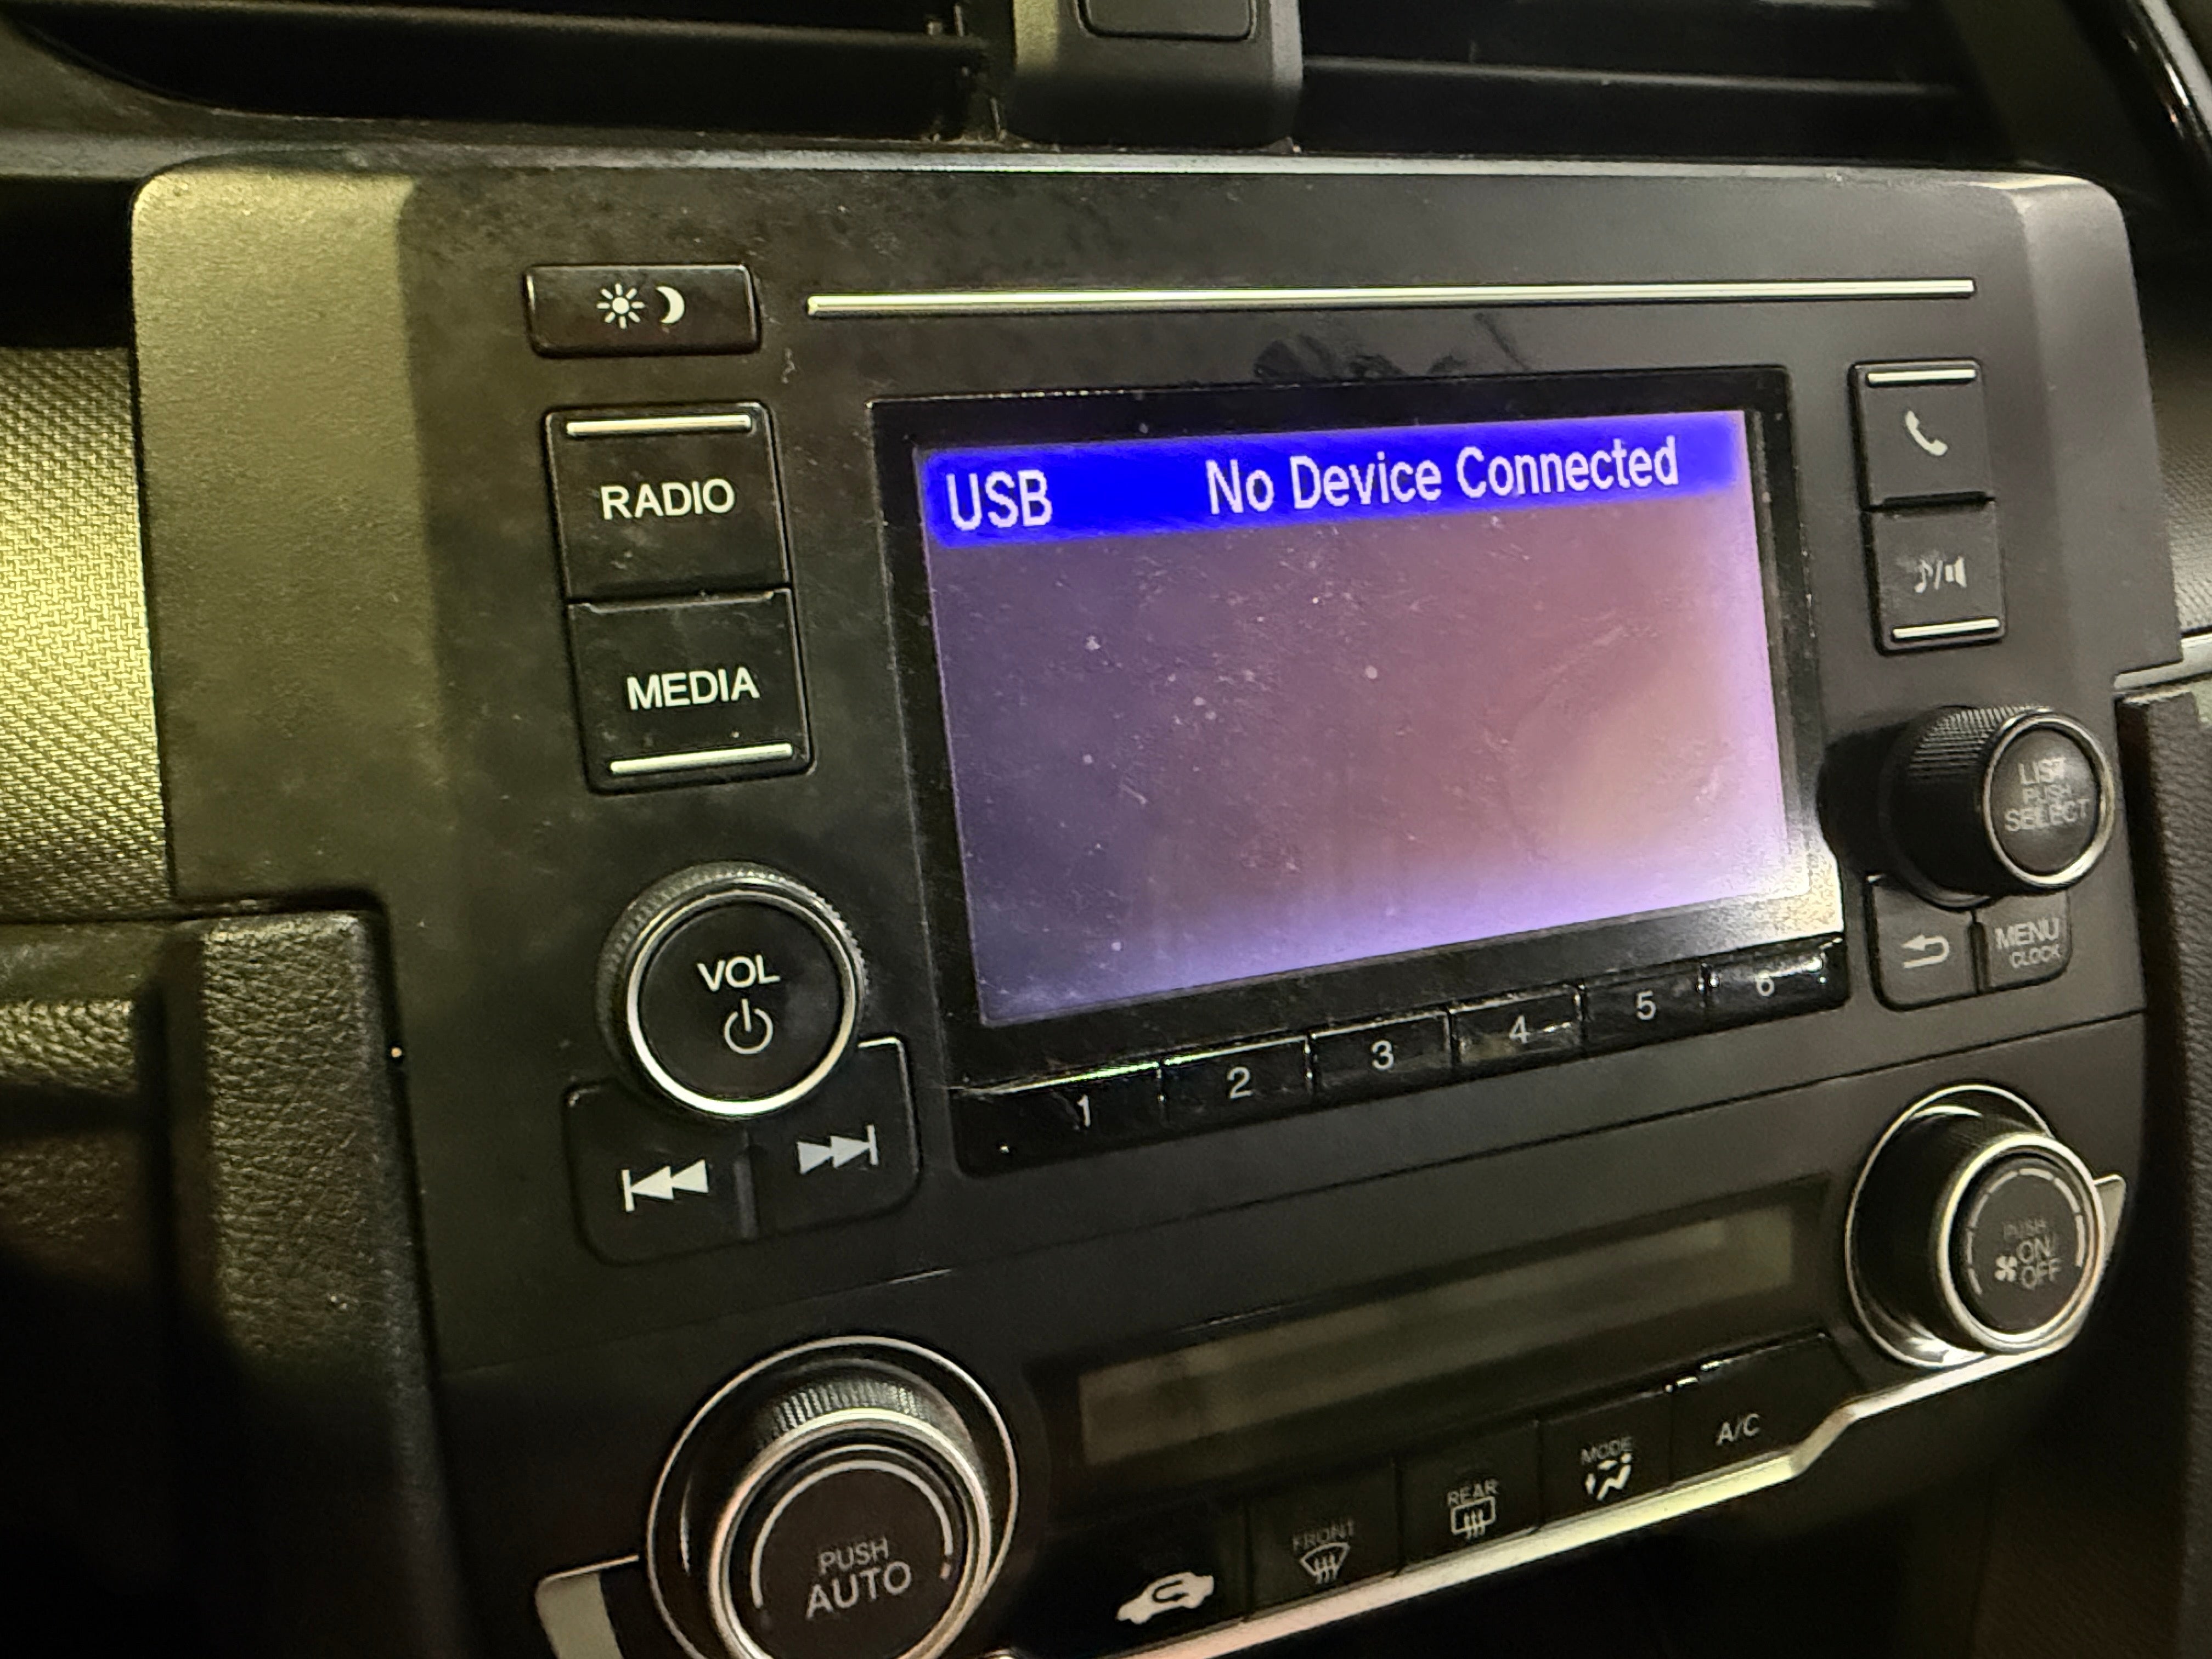 USB No Device Connected
RADIO
MEDIA
LIST
PUSH
SELECT
VOL
MENU
CLOCK
1 2 3 4 5 6
PUSH
ON/
OFF
A/C
MODE
REAR
FRONT
PUSH
AUTO